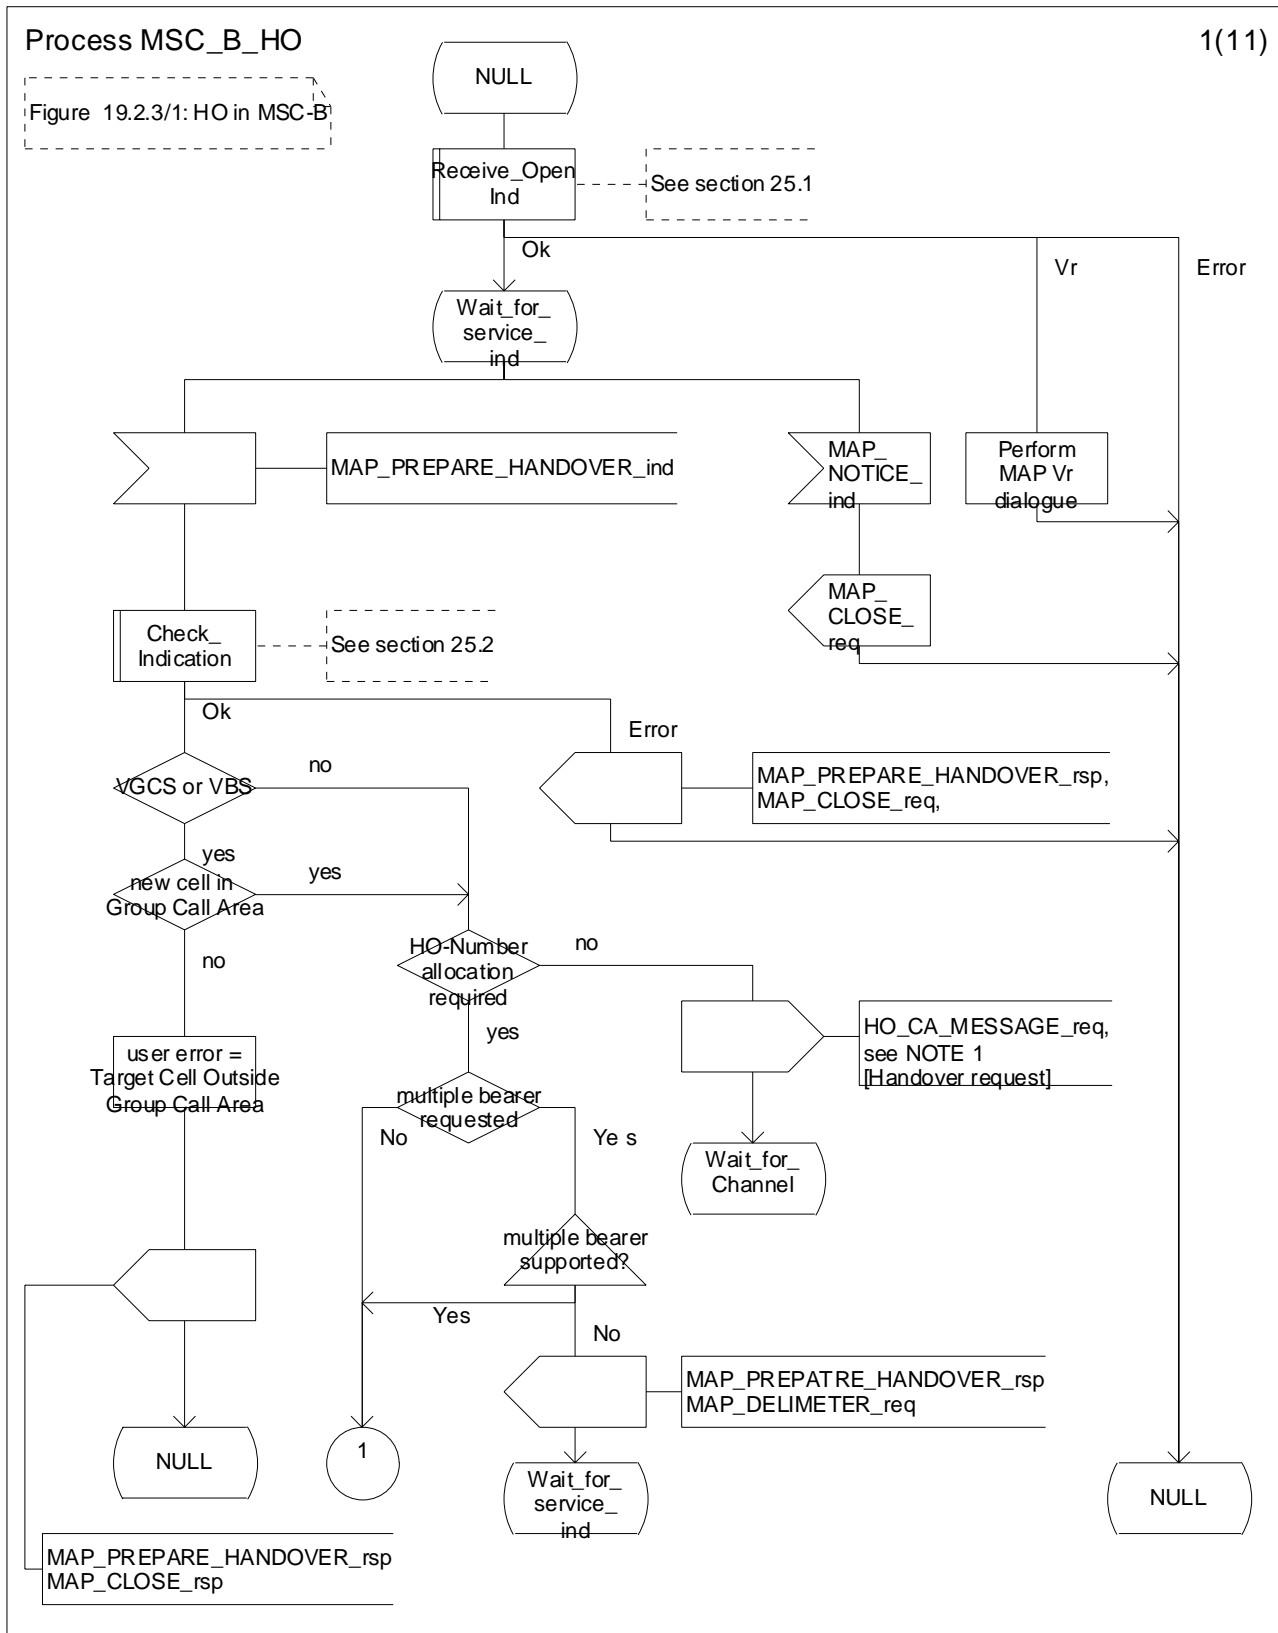 Process MSC_B_HO
1(11)
Figure 19.2.3/1: HO in MSC-B
NULL
Receive_Open
Ind
See section 25.1
Ok
Vr
Error
Wait_for_
service_
ind
MAP_PREPARE_HANDOVER_ind
MAP_
NOTICE_
ind
Perform
MAP Vr
dialogue
MAP_
CLOSE_
req
Check_
Indication
See section 25.2
Ok
Error
VGCS or VBS
no
MAP_PREPARE_HANDOVER_rsp,
MAP_CLOSE_req,
yes
new cell in
Group Call Area
yes
no
HO-Number
allocation
required
no
yes
HO_CA_MESSAGE_req,
see NOTE 1
[Handover request]
user error =
Target Cell Outside
Group Call Area
multiple bearer
requested
No
Ye s
Wait_for_
Channel
multiple bearer
supported?
Yes
No
MAP_PREPATRE_HANDOVER_rsp
MAP_DELIMETER_req
NULL
1
Wait_for_
service_
ind
NULL
MAP_PREPARE_HANDOVER_rsp
MAP_CLOSE_rsp